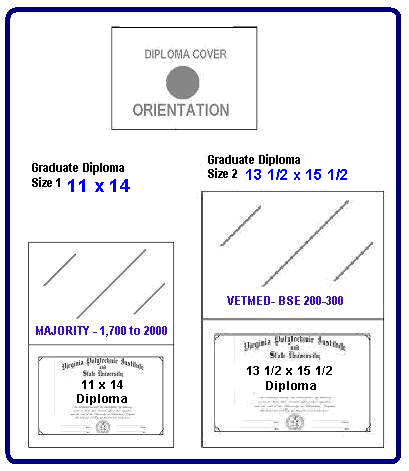 DIPLOMA COVER
ORIENTATION
Graduate Diploma
Size 1 11 x 14
Graduate Diploma
Size 2 13 1/2 x 15 1/2
MAJORITY - 1,700 to 2000
VETMED- BSE 200-300
Virginia Polytechnic Institute
and
State University
11 x 14
Diploma
Virginia Polytechnic Institute
and
State University
13 1/2 x 15 1/2
Diploma